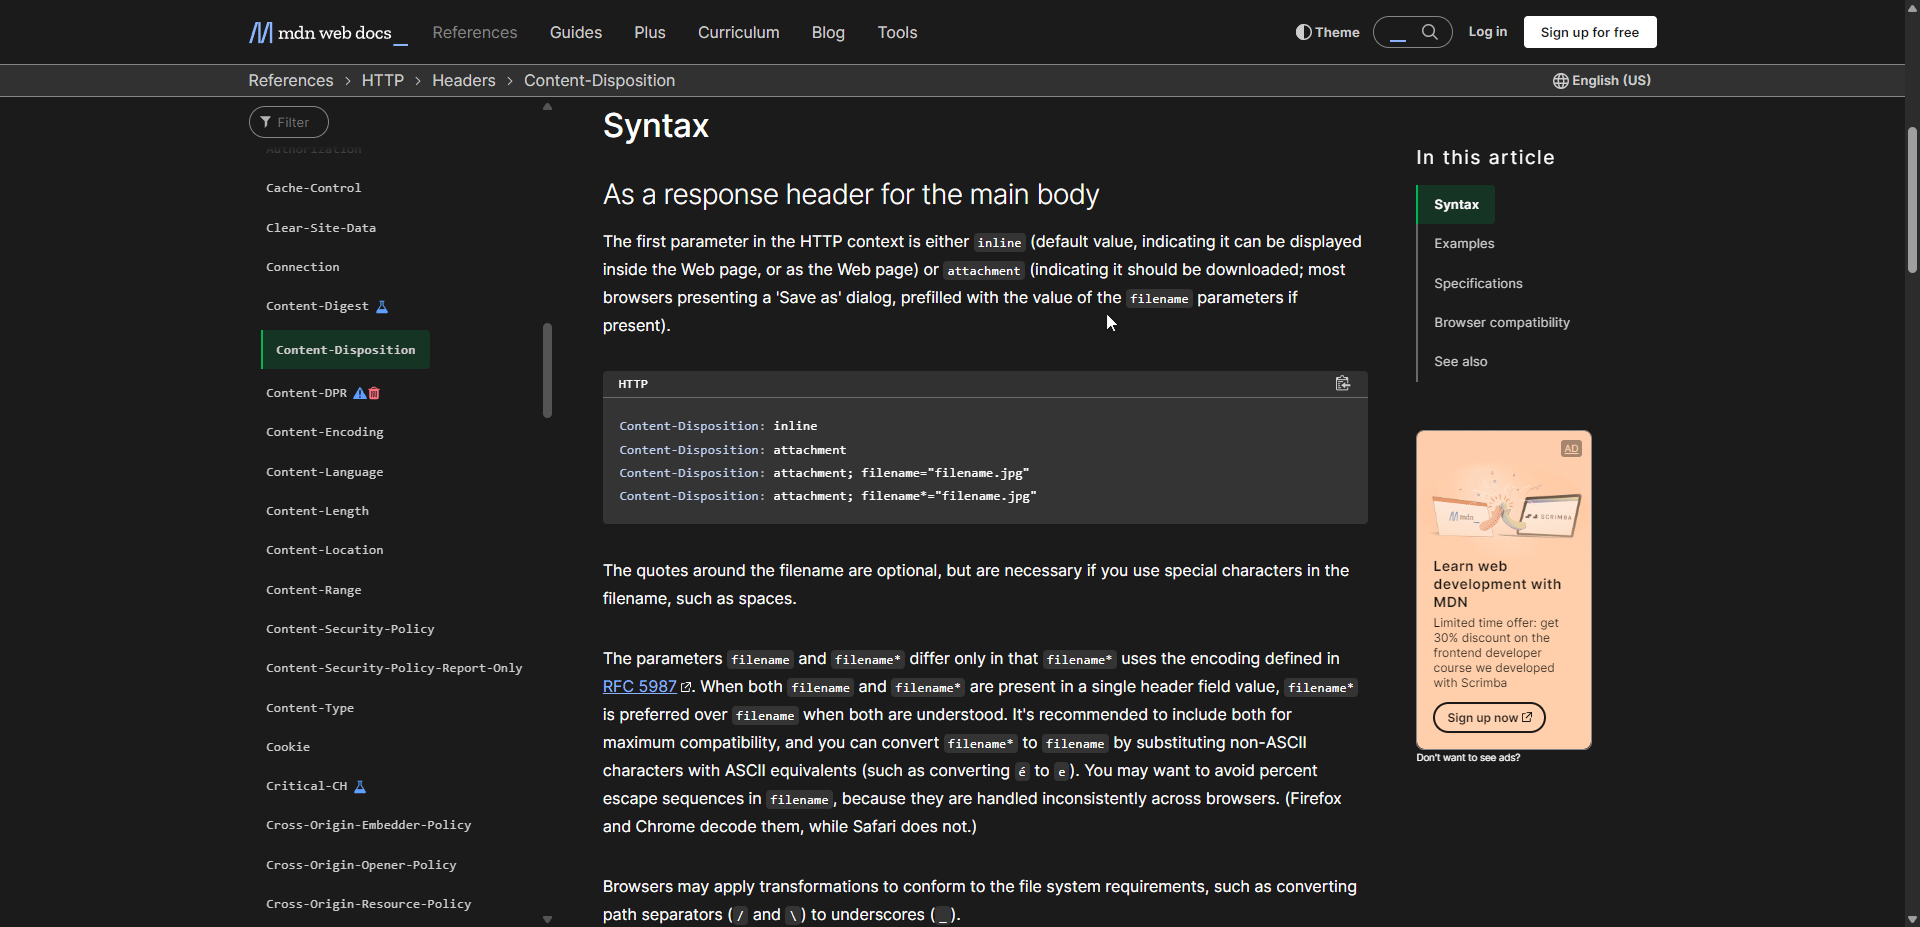 mdn web docs_
References
Guides
Plus
Curriculum
Blog
Tools
Theme
Log in
Sign up for free
References > HTTP > Headers > Content-Disposition
English (US)
Filter
Authorization
Cache-Control
Clear-Site-Data
Connection
Content-Digest
Content-Disposition
Content-DPR
Content-Encoding
Content-Language
Content-Length
Content-Location
Content-Range
Content-Security-Policy
Content-Security-Policy-Report-Only
Content-Type
Cookie
Critical-CH
Cross-Origin-Embedder-Policy
Cross-Origin-Opener-Policy
Cross-Origin-Resource-Policy
Syntax
As a response header for the main body
The first parameter in the HTTP context is either inline (default value, indicating it can be displayed
inside the Web page, or as the Web page) or attachment (indicating it should be downloaded; most
browsers presenting a 'Save as' dialog, prefilled with the value of the filename parameters if
present).
HTTP
Content-Disposition: inline
Content-Disposition: attachment
Content-Disposition: attachment; filename="filename.jpg"
Content-Disposition: attachment; filename*="filename.jpg"
The quotes around the filename are optional, but are necessary if you use special characters in the
filename, such as spaces.
The parameters filename and filename* differ only in that filename* uses the encoding defined in
RFC 5987. When both filename and filename* are present in a single header field value, filename*
is preferred over filename when both are understood. It's recommended to include both for
maximum compatibility, and you can convert filename* to filename by substituting non-ASCII
characters with ASCII equivalents (such as converting é to e). You may want to avoid percent
escape sequences in filename, because they are handled inconsistently across browsers. (Firefox
and Chrome decode them, while Safari does not.)
Browsers may apply transformations to conform to the file system requirements, such as converting
path separators (/ and \) to underscores (_).
In this article
Syntax
Examples
Specifications
Browser compatibility
See also
AD
mdn_
SCRIMBA
Learn web
development with
MDN
Limited time offer: get
30% discount on the
frontend developer
course we developed
with Scrimba
Sign up now
Don't want to see ads?